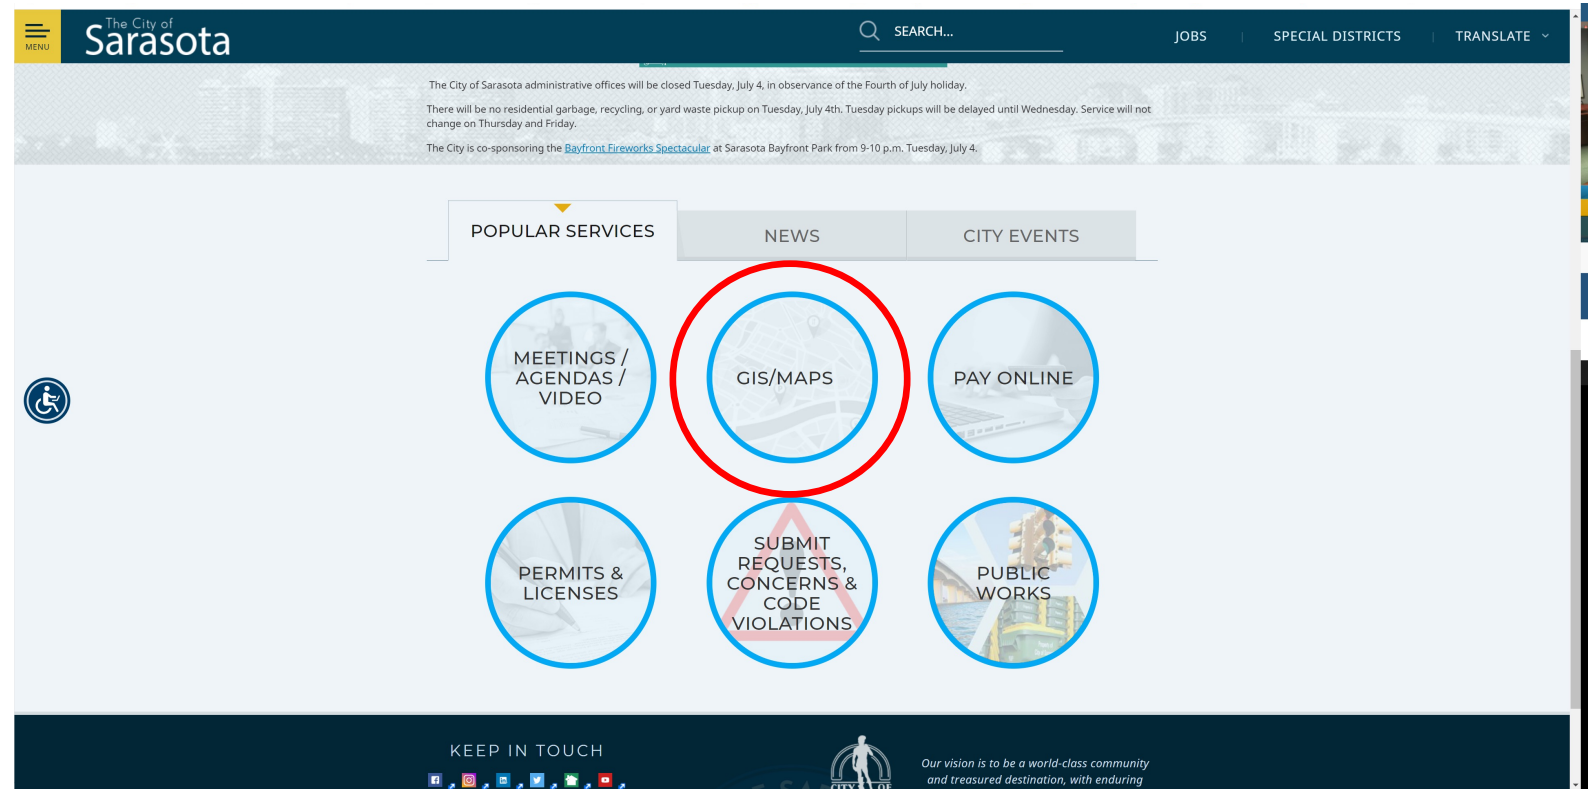 MENU
The City of
Sarasota
SEARCH...
JOBS
SPECIAL DISTRICTS
TRANSLATE
The City of Sarasota administrative offices will be closed Tuesday, July 4, in observance of the Fourth of July holiday.
There will be no residential garbage, recycling, or yard waste pickup on Tuesday, July 4th. Tuesday pickups will be delayed until Wednesday. Service will not
change on Thursday and Friday.
The City is co-sponsoring the Bayfront Fireworks Spectacular at Sarasota Bayfront Park from 9-10 p.m. Tuesday, July 4.
POPULAR SERVICES
NEWS
CITY EVENTS
MEETINGS /
AGENDAS /
VIDEO
GIS/MAPS
PAY ONLINE
PERMITS &
LICENSES
SUBMIT
REQUESTS,
CONCERNS &
CODE
VIOLATIONS
PUBLIC
WORKS
KEEP IN TOUCH
CITY OF
Our vision is to be a world-class community
and treasured destination, with enduring